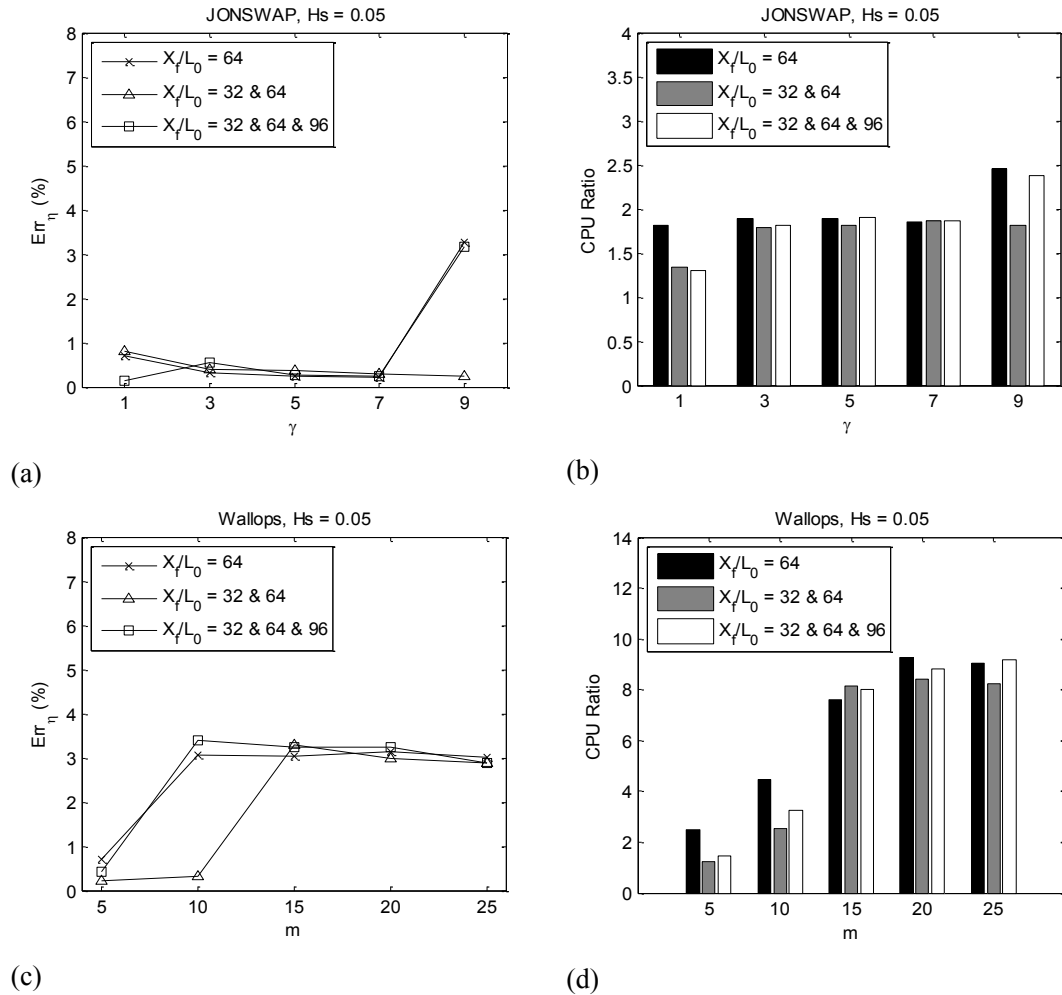 JONSWAP, Hs = 0.05
8
7
6
5
4
3
2
1
0
Err_η (%)
X_f/L_0 = 64
X_f/L_0 = 32 & 64
X_f/L_0 = 32 & 64 & 96
1 3 5 7 9
γ
(a)
JONSWAP, Hs = 0.05
4
3.5
3
2.5
2
1.5
1
0.5
0
CPU Ratio
X_f/L_0 = 64
X_f/L_0 = 32 & 64
X_f/L_0 = 32 & 64 & 96
1 3 5 7 9
γ
(b)
Wallops, Hs = 0.05
8
7
6
5
4
3
2
1
0
Err_η (%)
X_f/L_0 = 64
X_f/L_0 = 32 & 64
X_f/L_0 = 32 & 64 & 96
5 10 15 20 25
m
(c)
Wallops, Hs = 0.05
14
12
10
8
6
4
2
0
CPU Ratio
X_f/L_0 = 64
X_f/L_0 = 32 & 64
X_f/L_0 = 32 & 64 & 96
5 10 15 20 25
m
(d)